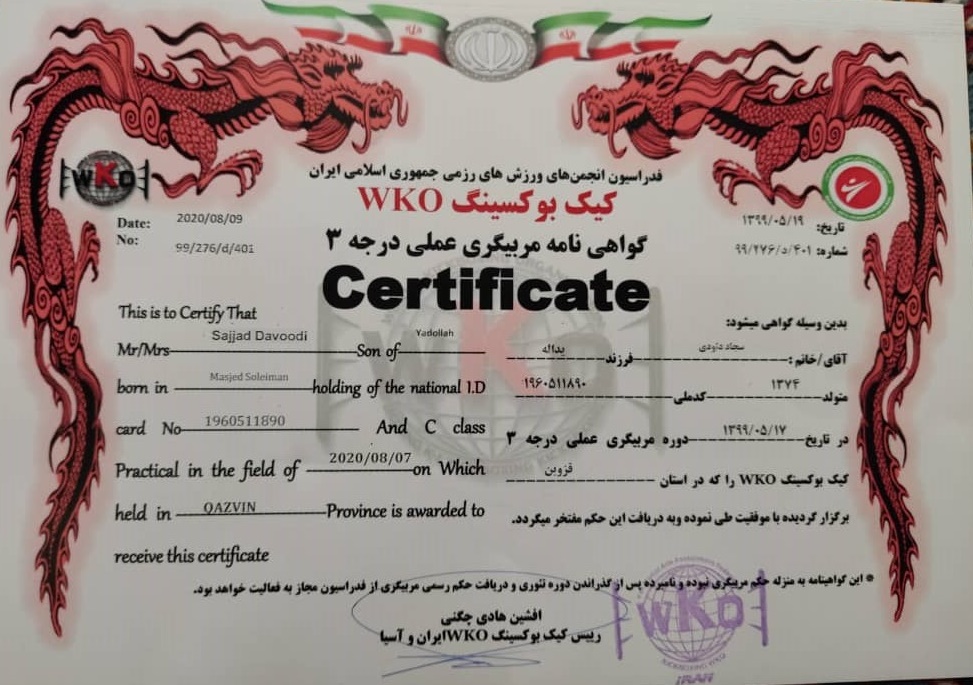 فدراسیون انجمن‌های ورزش های رزمی جمهوری اسلامی ایران
کیک بوکسینگ WKO
گواهی نامه مربیگری عملی درجه ۳
Certificate
WKO
Date: 2020/08/09
No: 99/276/d/401
تاریخ: ۱۳۹۹/۰۵/۱۹
شماره: ۹۹/۲۷۶/د/۴۰۱
This is to Certify That
Mr/Mrs Sajjad Davoodi Son of Yadollah
born in Masjed Soleiman holding of the national I.D
card No 1960511890 And C class
Practical in the field of 2020/08/07 on Which
held in QAZVIN Province is awarded to
receive this certificate
بدین وسیله گواهی میشود:
آقای/خانم: سجاد داودی فرزند یداله
متولد ۱۳۷۴ کدملی ۱۹۶۰۵۱۱۸۹۰
در تاریخ ۱۳۹۹/۰۵/۱۷ دوره مربیگری عملی درجه ۳
کیک بوکسینگ WKO را که در استان قزوین
برگزار گردیده با موفقیت طی نموده وبه دریافت این حکم مفتخر میگردد.
* این گواهینامه به منزله حکم مربیگری نبوده و نامبرده پس از گذراندن دوره تئوری و دریافت حکم رسمی مربیگری از فدراسیون مجاز به فعالیت خواهد بود.
افشین هادی چگنی
رییس کیک بوکسینگ WKOایران و آسیا
WKO
KICKBOXING WKO
IRAN